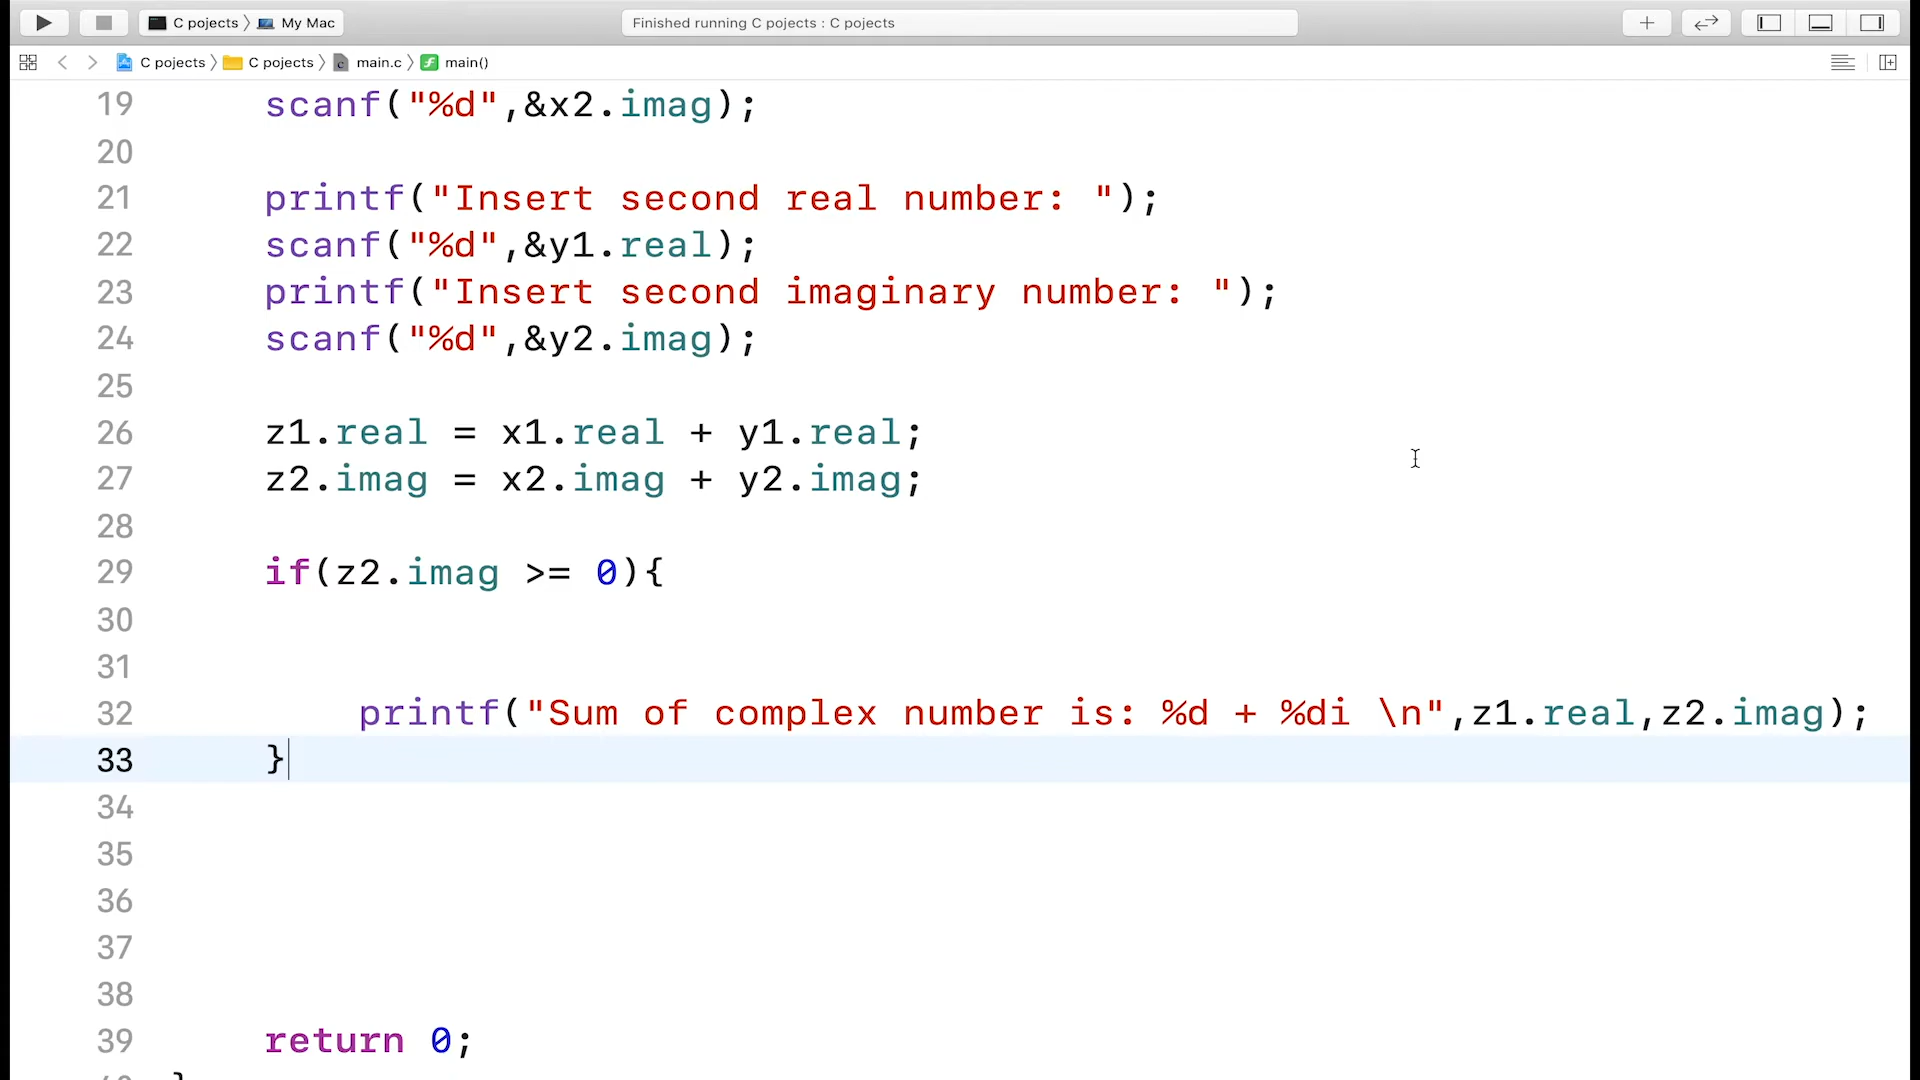 C pojects 〉 My Mac
Finished running C pojects : C pojects
C pojects 〉 C pojects 〉 main.c 〉 main()
19 scanf("%d",&x2.imag);
20
21 printf("Insert second real number: ");
22 scanf("%d",&y1.real);
23 printf("Insert second imaginary number: ");
24 scanf("%d",&y2.imag);
25
26 z1.real = x1.real + y1.real;
27 z2.imag = x2.imag + y2.imag;
28
29 if(z2.imag >= 0){
30
31
32 printf("Sum of complex number is: %d + %di \n",z1.real,z2.imag);
33 }
34
35
36
37
38
39 return 0;